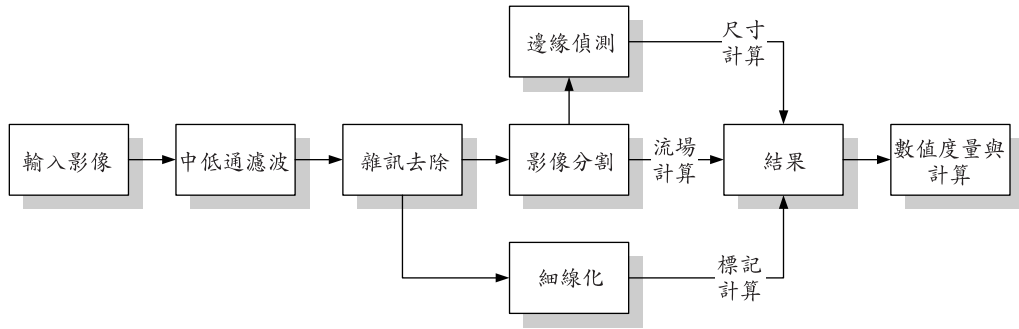 邊緣偵測
尺寸
計算
輸入影像
中低通濾波
雜訊去除
影像分割
流場
計算
結果
數值度量與
計算
細線化
標記
計算